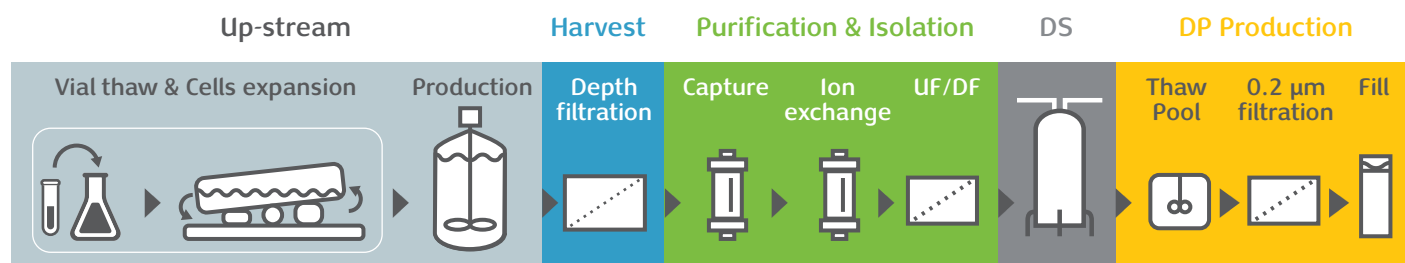 Up-stream
Harvest
Purification & Isolation
DS
DP Production
Vial thaw & Cells expansion
Production
Depth
filtration
Capture
Ion
exchange
UF/DF
Thaw
Pool
0.2 µm
filtration
Fill